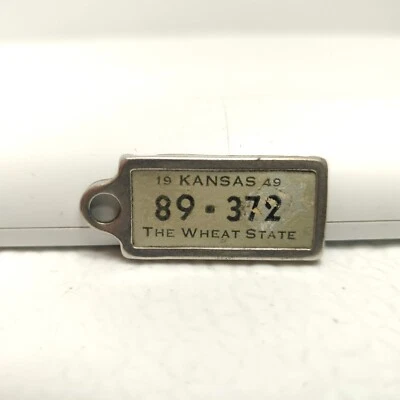 19 KANSAS 49
89 - 372
THE WHEAT STATE